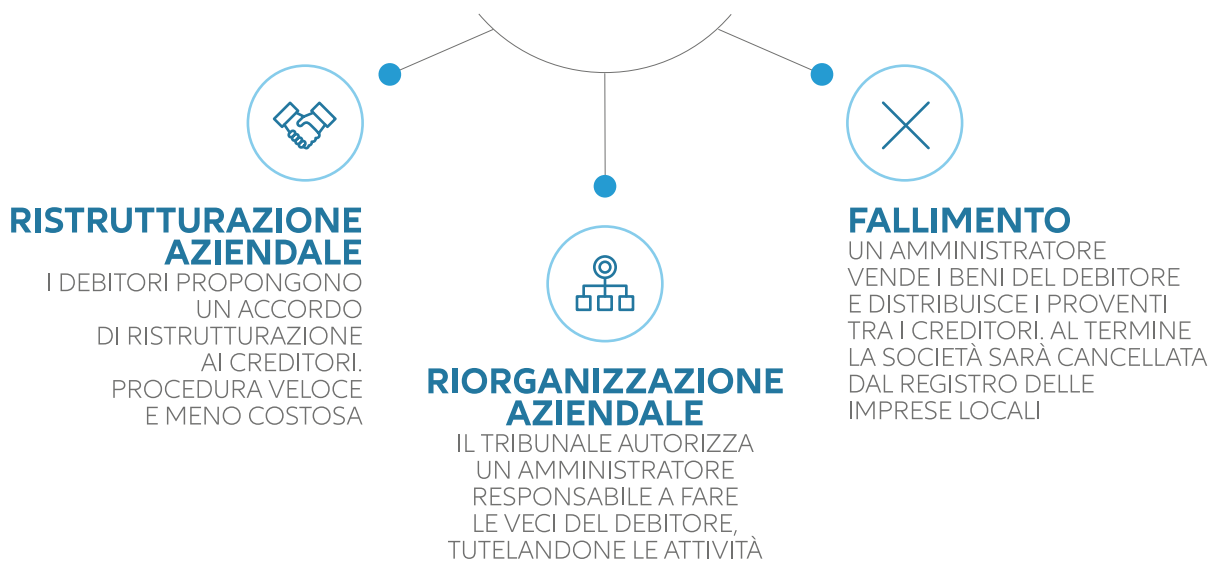 RISTRUTTURAZIONE
AZIENDALE
I DEBITORI PROPONGONO
UN ACCORDO
DI RISTRUTTURAZIONE
AI CREDITORI.
PROCEDURA VELOCE
E MENO COSTOSA
RIORGANIZZAZIONE
AZIENDALE
IL TRIBUNALE AUTORIZZA
UN AMMINISTRATORE
RESPONSABILE A FARE
LE VECI DEL DEBITORE,
TUTELANDONE LE ATTIVITÀ
FALLIMENTO
UN AMMINISTRATORE
VENDE I BENI DEL DEBITORE
E DISTRIBUISCE I PROVENTI
TRA I CREDITORI. AL TERMINE
LA SOCIETÀ SARÀ CANCELLATA
DAL REGISTRO DELLE
IMPRESE LOCALI